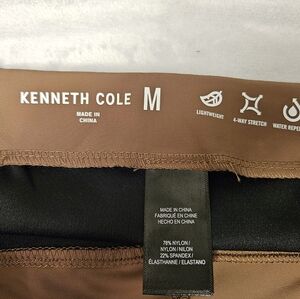 KENNETH COLE M
MADE IN
CHINA
LIGHTWEIGHT
4-WAY STRETCH
WATER REPE
MADE IN CHINA
FABRIQUÉ EN CHINE
HECHO EN CHINA
78% NYLON /
NYLON / NILON
22% SPANDEX /
ÉLASTHANNE / ELASTANO